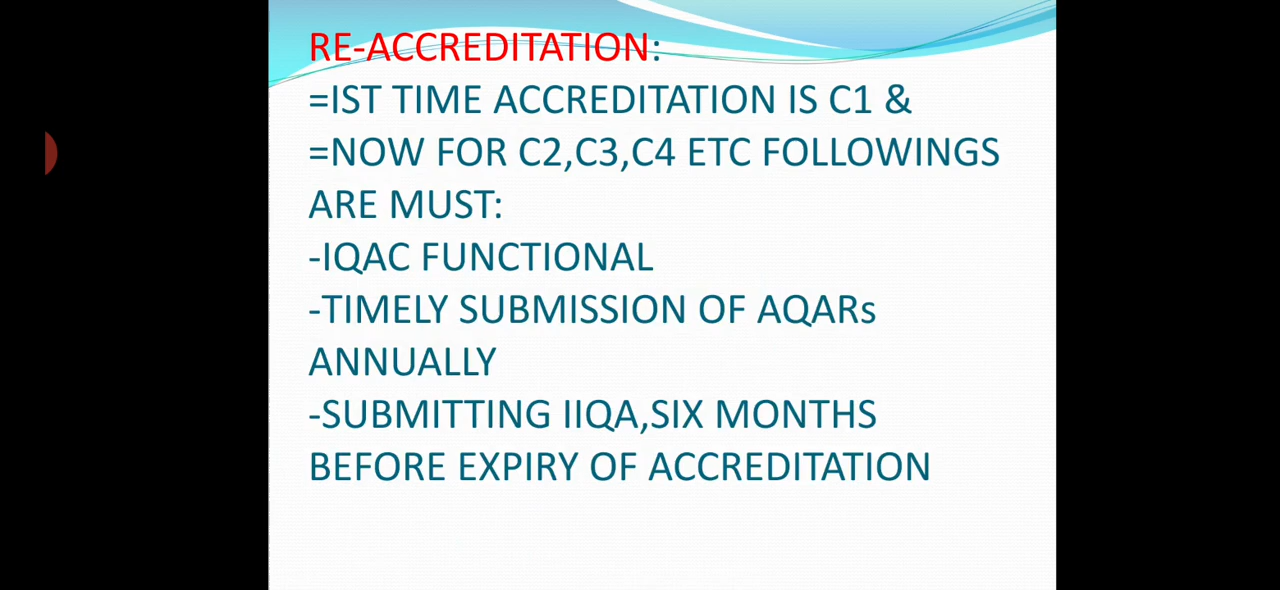 RE-ACCREDITATION:
=IST TIME ACCREDITATION IS C1 &
=NOW FOR C2,C3,C4 ETC FOLLOWINGS
ARE MUST:
-IQAC FUNCTIONAL
-TIMELY SUBMISSION OF AQARs
ANNUALLY
-SUBMITTING IIQA,SIX MONTHS
BEFORE EXPIRY OF ACCREDITATION